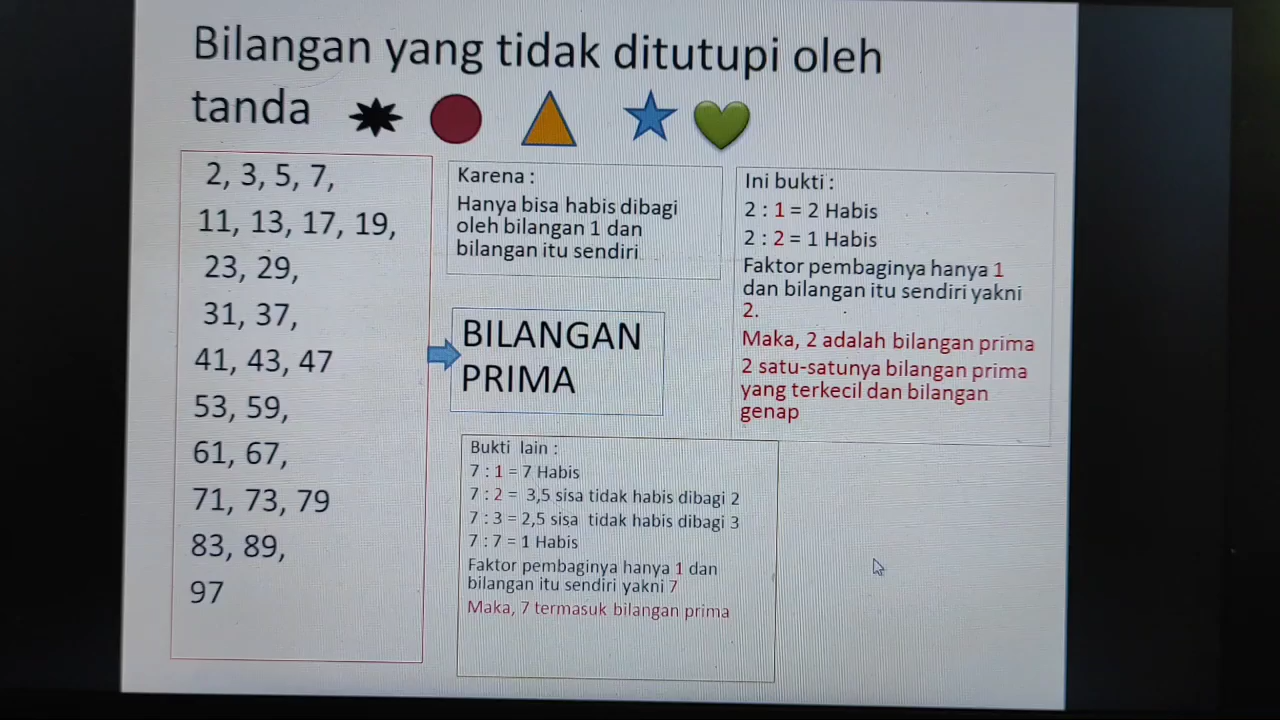 Bilangan yang tidak ditutupi oleh
tanda
2, 3, 5, 7,
11, 13, 17, 19,
23, 29,
31, 37,
41, 43, 47
53, 59,
61, 67,
71, 73, 79
83, 89,
97
Karena :
Hanya bisa habis dibagi
oleh bilangan 1 dan
bilangan itu sendiri
BILANGAN
PRIMA
Ini bukti :
2 : 1 = 2 Habis
2 : 2 = 1 Habis
Faktor pembaginya hanya 1
dan bilangan itu sendiri yakni
2.
Maka, 2 adalah bilangan prima
2 satu-satunya bilangan prima
yang terkecil dan bilangan
genap
Bukti lain :
7 : 1 = 7 Habis
7 : 2 = 3,5 sisa tidak habis dibagi 2
7 : 3 = 2,5 sisa tidak habis dibagi 3
7 : 7 = 1 Habis
Faktor pembaginya hanya 1 dan
bilangan itu sendiri yakni 7
Maka, 7 termasuk bilangan prima